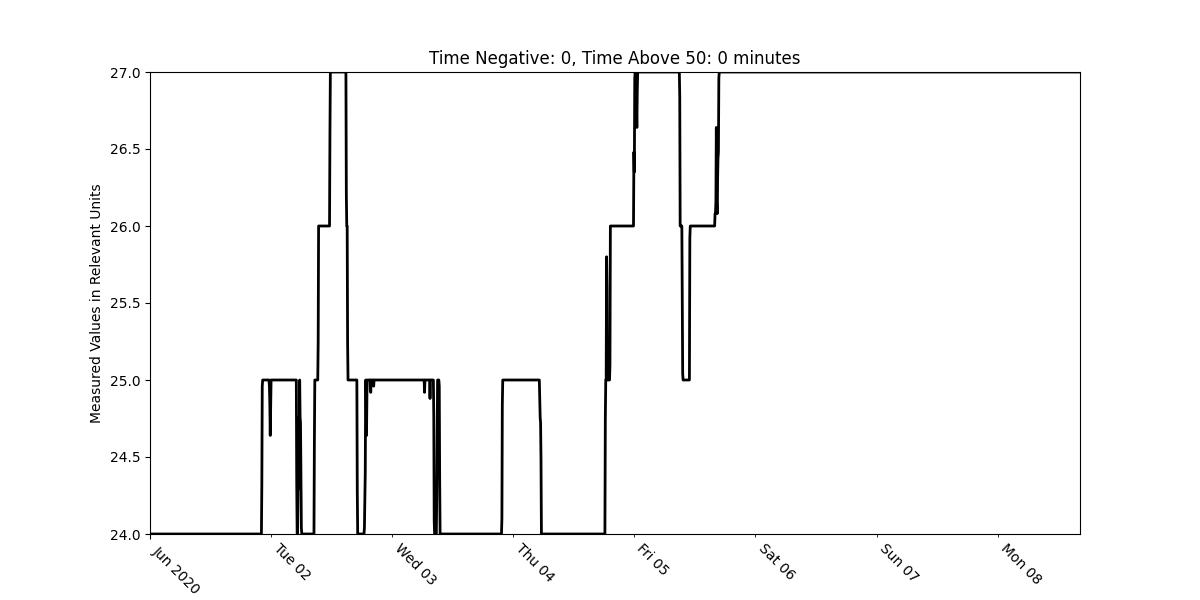 Time Negative: 0, Time Above 50: 0 minutes
Measured Values in Relevant Units
27.0
26.5
26.0
25.5
25.0
24.5
24.0
Jun 2020
Tue 02
Wed 03
Thu 04
Fri 05
Sat 06
Sun 07
Mon 08